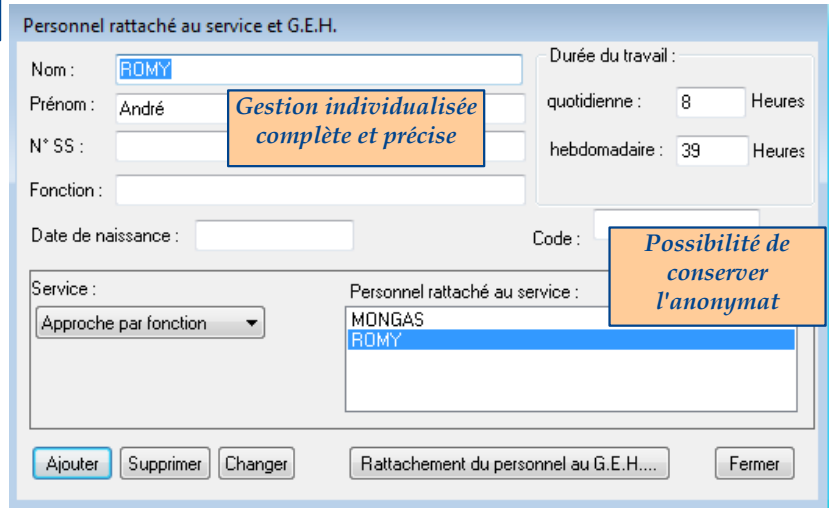 Personnel rattaché au service et G.E.H.
Nom :
ROMY
Durée du travail :
Prénom :
André
Gestion individualisée
complète et précise
quotidienne :
8
Heures
N° SS :
hebdomadaire :
39
Heures
Fonction :
Date de naissance :
Code :
Possibilité de
conserver
l'anonymat
Service :
Approche par fonction
Personnel rattaché au service :
MONGAS
ROMY
Ajouter
Supprimer
Changer
Rattachement du personnel au G.E.H....
Fermer